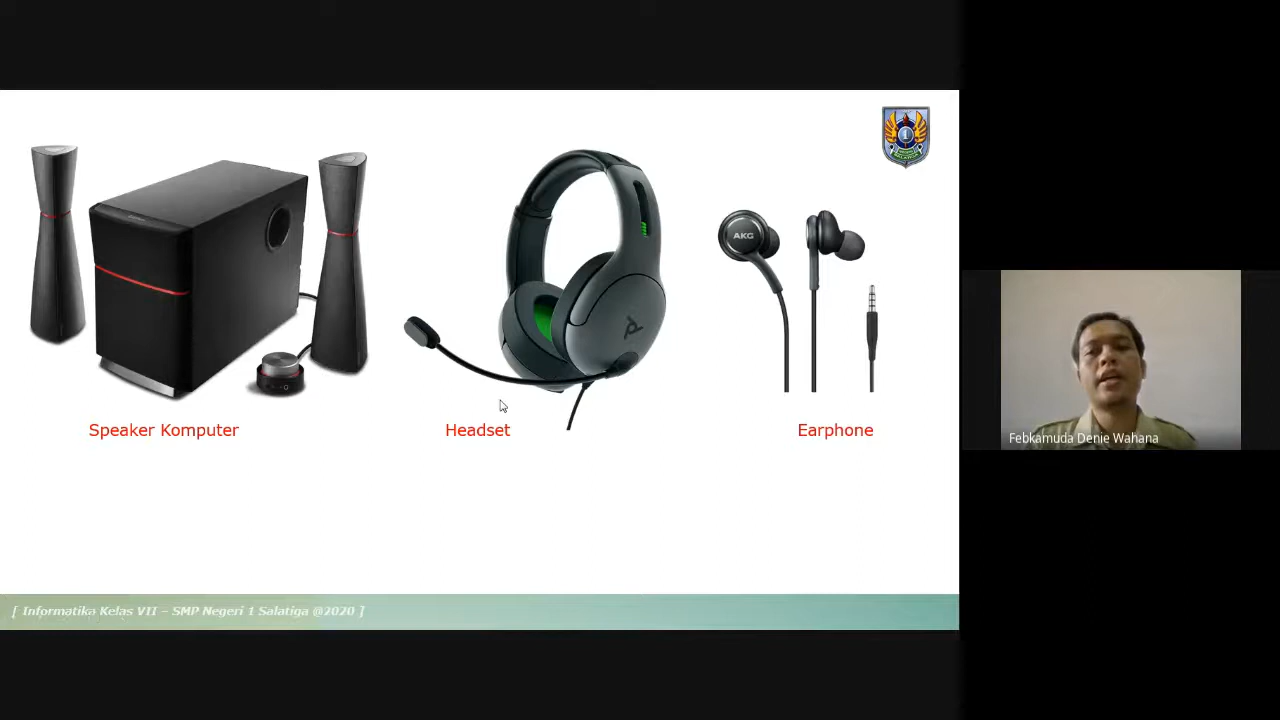 AKG
Speaker Komputer
Headset
Earphone
Febkamuda Denie Wahana
[ Informatika Kelas VII – SMP Negeri 1 Salatiga @2020 ]